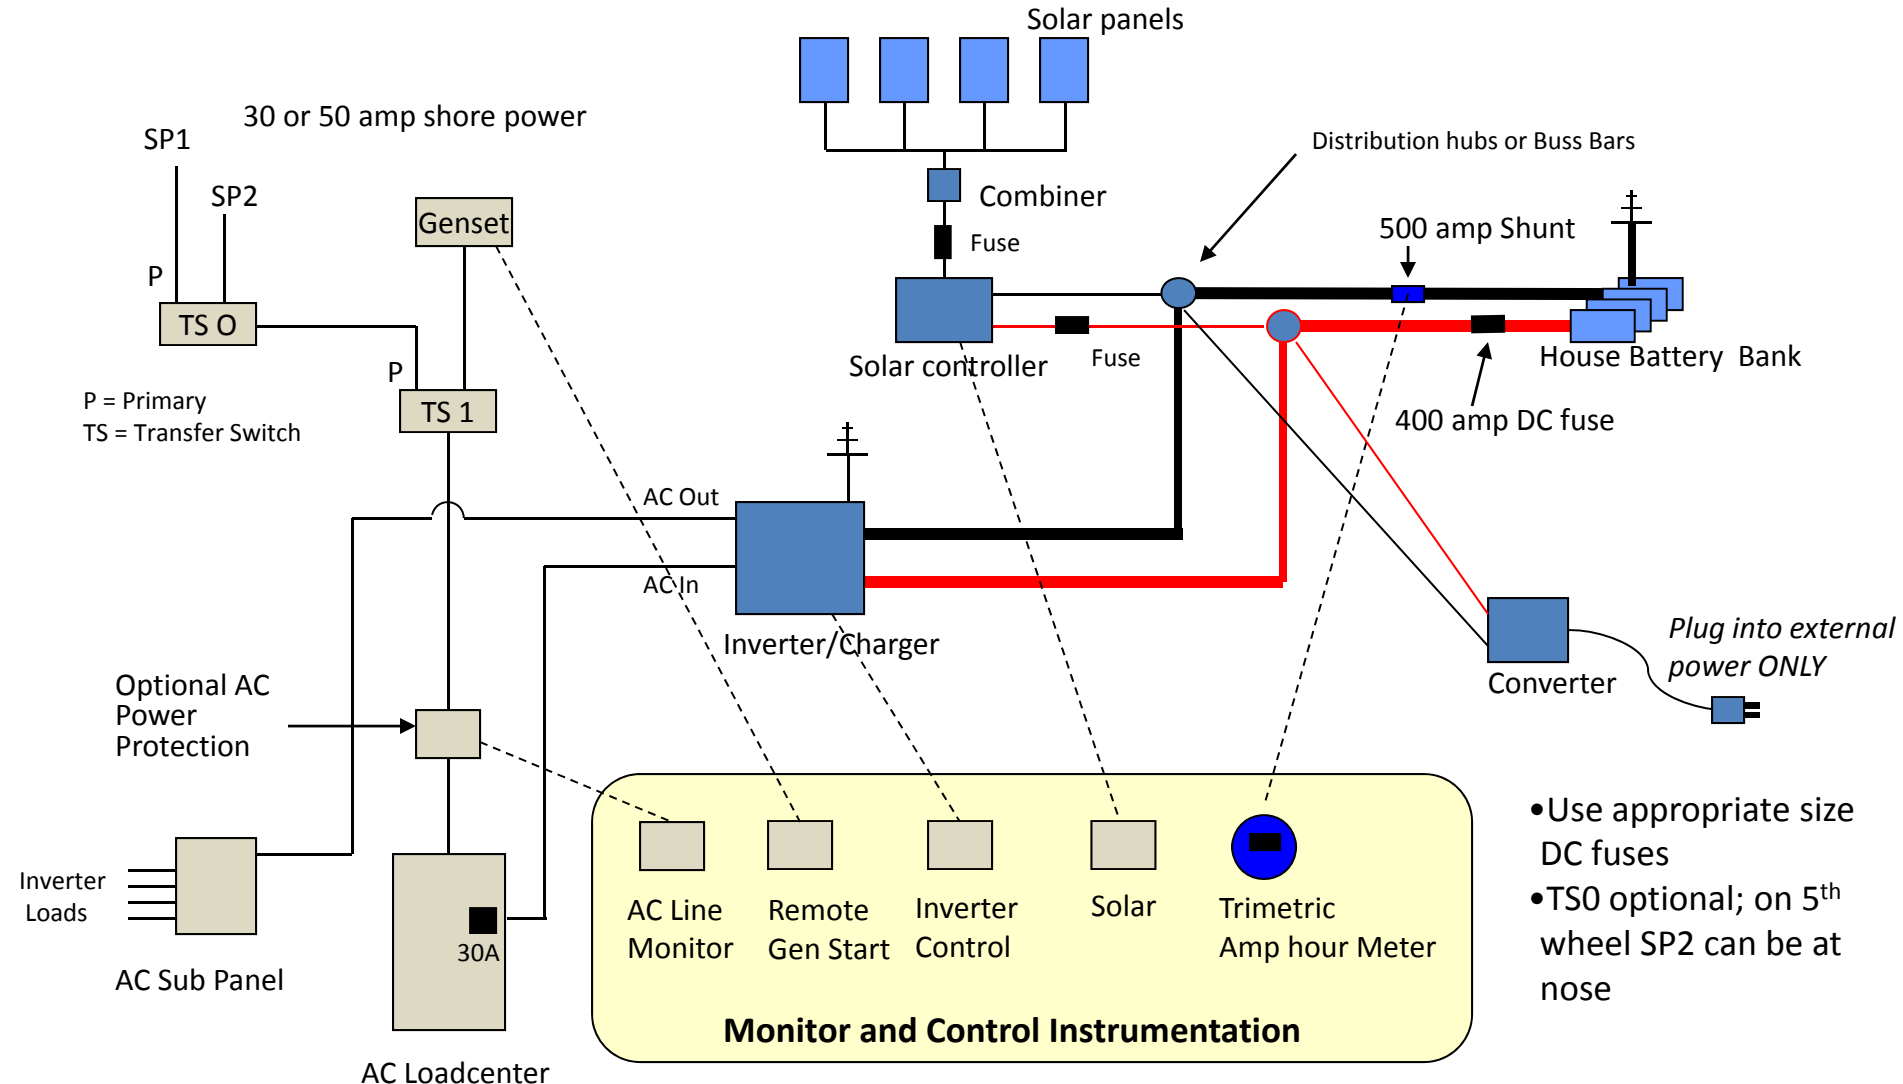 Solar panels
30 or 50 amp shore power
SP1
SP2
Distribution hubs or Buss Bars
Combiner
Genset
500 amp Shunt
Fuse
P
TS O
Solar controller
Fuse
House Battery Bank
P
P = Primary
TS = Transfer Switch
TS 1
400 amp DC fuse
AC Out
AC In
Inverter/Charger
Plug into external
power ONLY
Converter
Optional AC
Power
Protection
•Use appropriate size
DC fuses
•TS0 optional; on 5th
wheel SP2 can be at
nose
Inverter
Loads
AC Sub Panel
30A
AC Loadcenter
AC Line
Monitor
Remote
Gen Start
Inverter
Control
Solar
Trimetric
Amp hour Meter
Monitor and Control Instrumentation